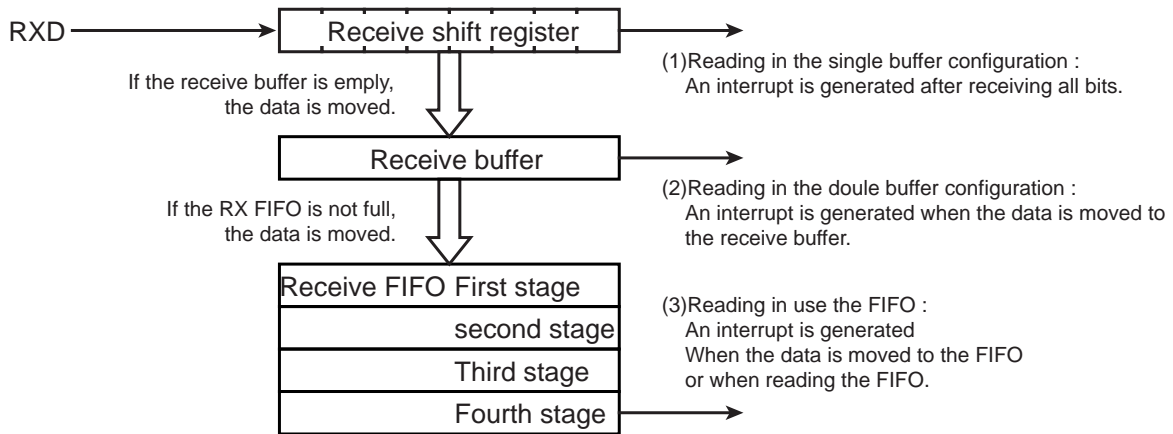 RXD
Receive shift register
(1)Reading in the single buffer configuration :
An interrupt is generated after receiving all bits.
If the receive buffer is emply,
the data is moved.
Receive buffer
(2)Reading in the doule buffer configuration :
An interrupt is generated when the data is moved to
the receive buffer.
If the RX FIFO is not full,
the data is moved.
Receive FIFO First stage
second stage
Third stage
Fourth stage
(3)Reading in use the FIFO :
An interrupt is generated
When the data is moved to the FIFO
or when reading the FIFO.